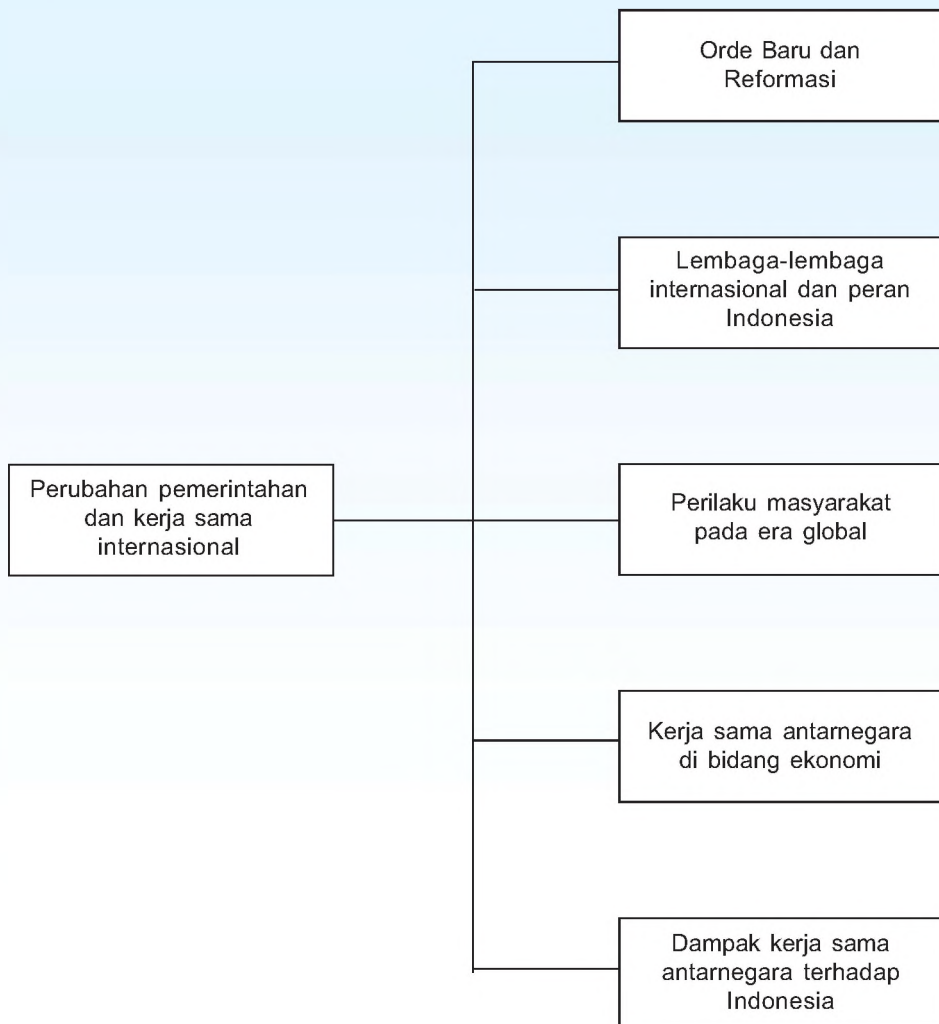 Orde Baru dan
Reformasi
Lembaga-lembaga
internasional dan peran
Indonesia
Perubahan pemerintahan
dan kerja sama
internasional
Perilaku masyarakat
pada era global
Kerja sama antarnegara
di bidang ekonomi
Dampak kerja sama
antarnegara terhadap
Indonesia